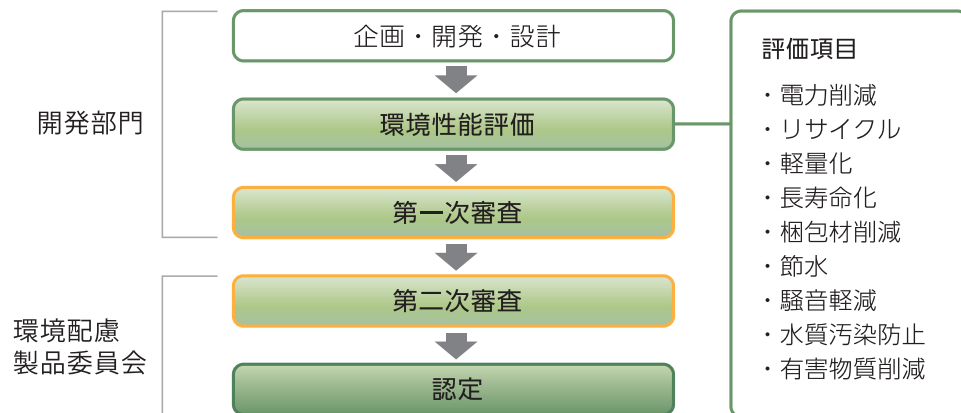 開発部門
企画・開発・設計
環境性能評価
第一次審査
環境配慮
製品委員会
第二次審査
認定
評価項目
・電力削減
・リサイクル
・軽量化
・長寿命化
・梱包材削減
・節水
・騒音軽減
・水質汚染防止
・有害物質削減